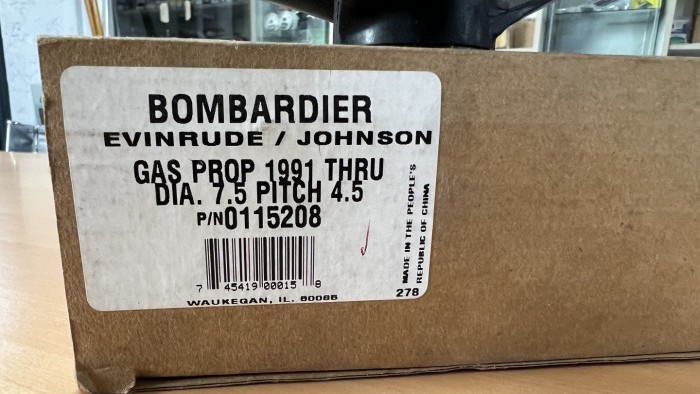 BOMBARDIER
EVINRUDE / JOHNSON
GAS PROP 1991 THRU
DIA. 7.5 PITCH 4.5
P/N0115208
7 45419 00015 8
WAUKEGAN, IL. 60085
MADE IN THE PEOPLE'S
REPUBLIC OF CHINA
278